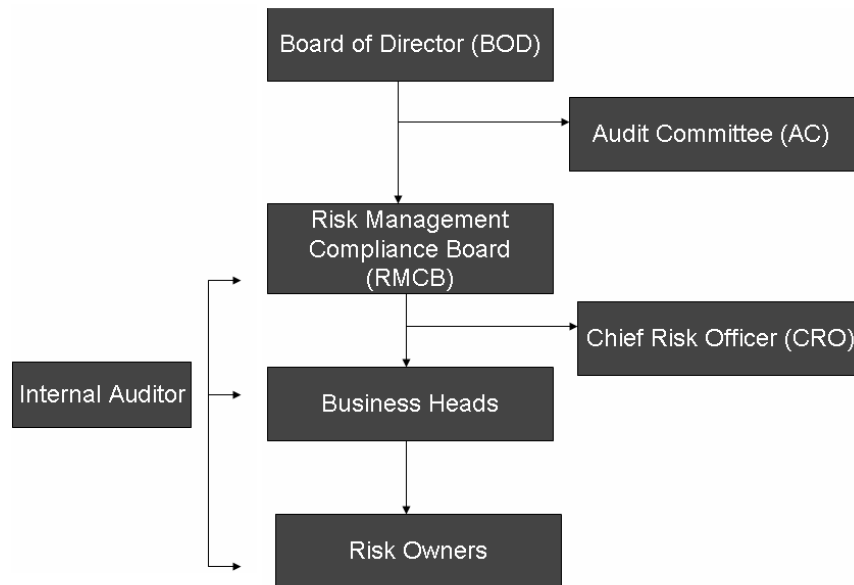 Board of Director (BOD)
Audit Committee (AC)
Risk Management
Compliance Board
(RMCB)
Chief Risk Officer (CRO)
Internal Auditor
Business Heads
Risk Owners